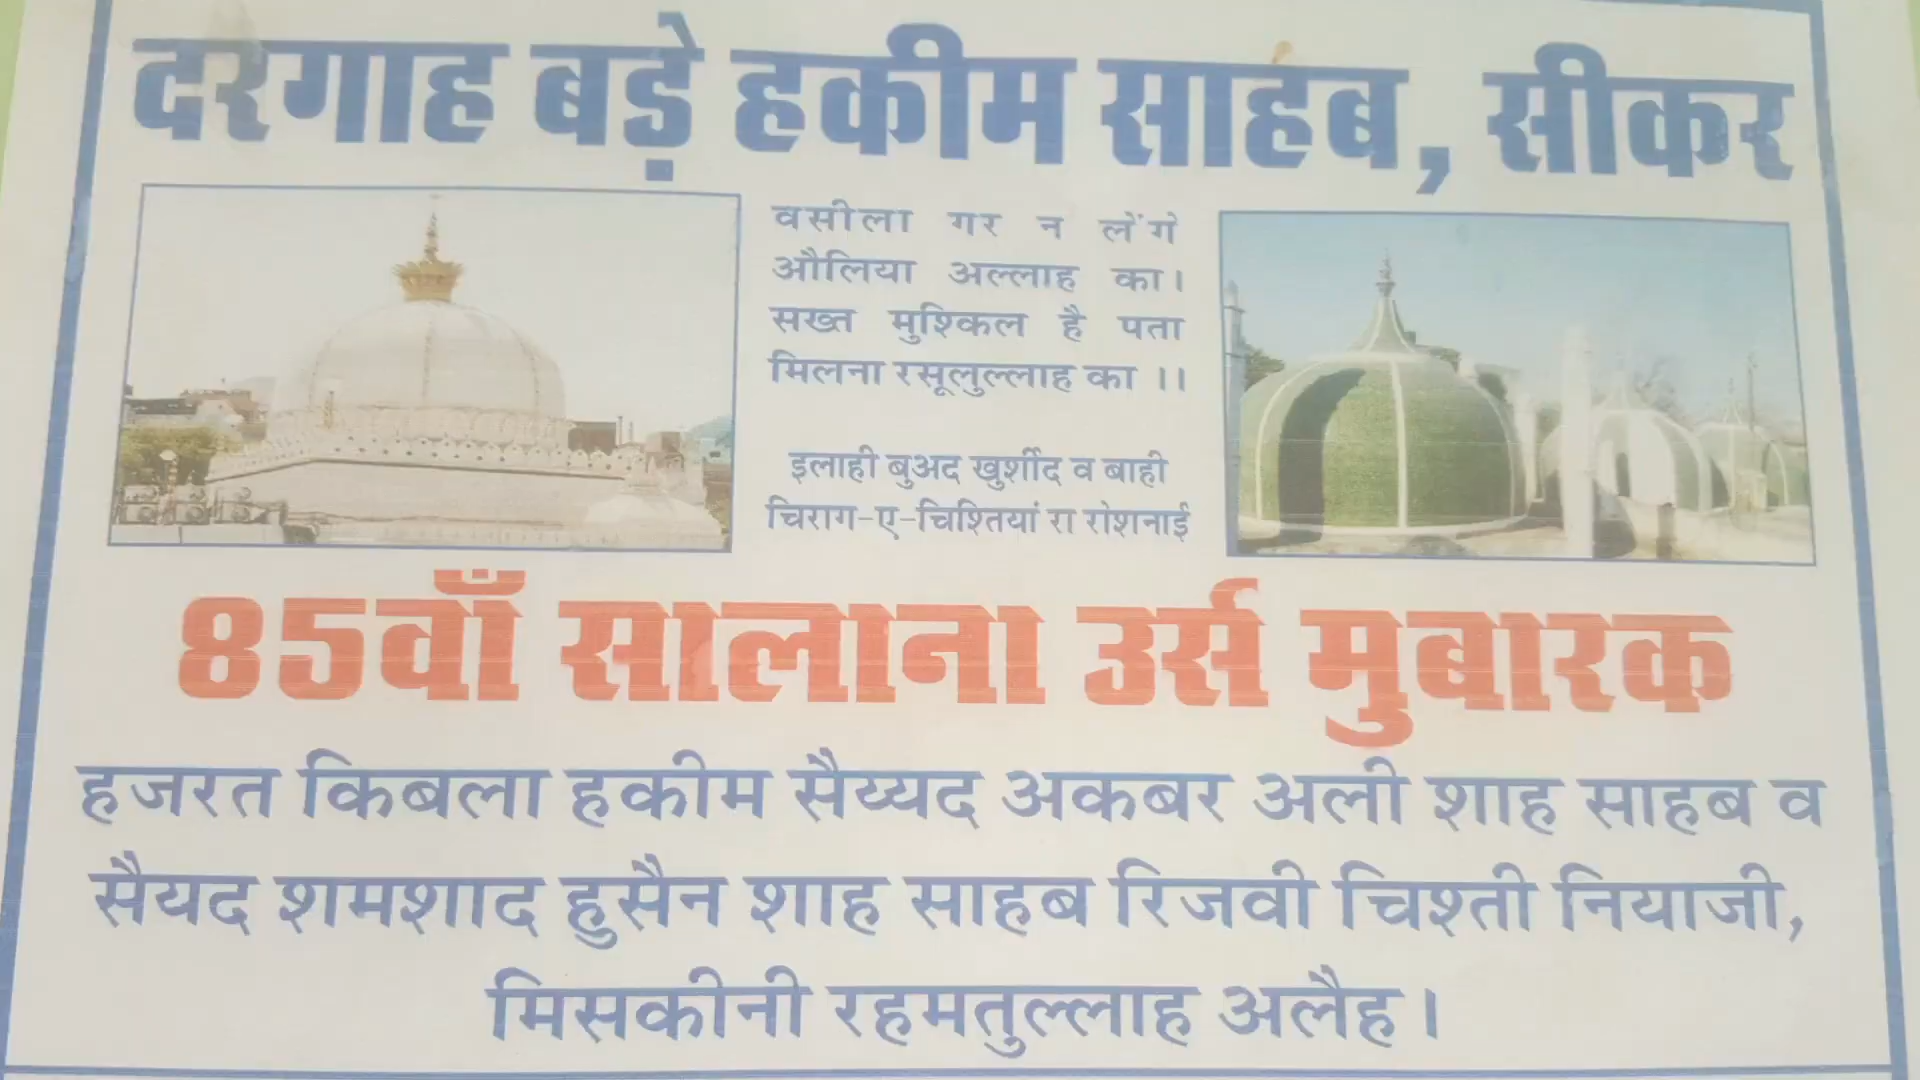 दरगाह बड़े हकीम साहब, सीकर
वसीला गर न लेंगे
औलिया अल्लाह का।
सख्त मुश्किल है पता
मिलना रसूलुल्लाह का ।।
इलाही बुअद खुर्शीद व बाही
चिराग-ए-चिश्तियां रा रोशनाई
85वाँ सालाना उर्स मुबारक
हजरत किबला हकीम सैय्यद अकबर अली शाह साहब व
सैयद शमशाद हुसैन शाह साहब रिजवी चिश्ती नियाजी,
मिसकीनी रहमतुल्लाह अलैह।